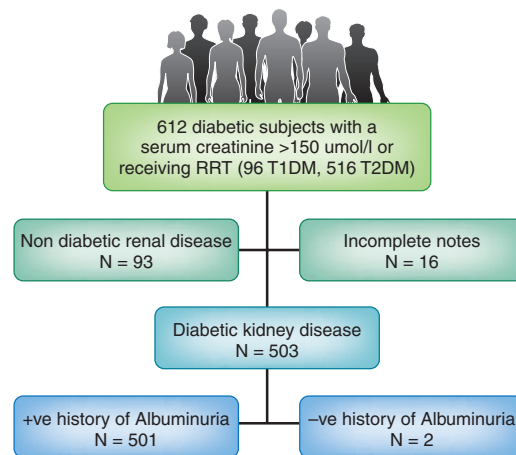 612 diabetic subjects with a
serum creatinine >150 umol/l or
receiving RRT (96 T1DM, 516 T2DM)
Non diabetic renal disease
N = 93
Incomplete notes
N = 16
Diabetic kidney disease
N = 503
+ve history of Albuminuria
N = 501
–ve history of Albuminuria
N = 2